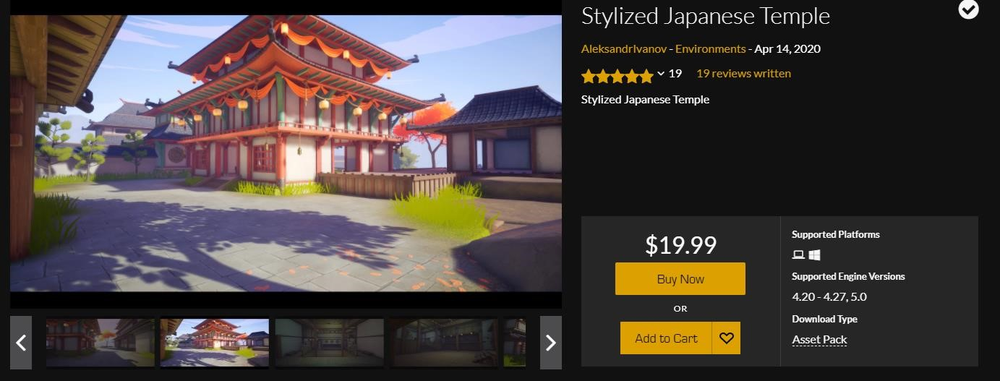 Stylized Japanese Temple
AleksandrIvanov - Environments - Apr 14, 2020
19 19 reviews written
Stylized Japanese Temple
$19.99
Buy Now
OR
Add to Cart
Supported Platforms
Supported Engine Versions
4.20 - 4.27, 5.0
Download Type
Asset Pack